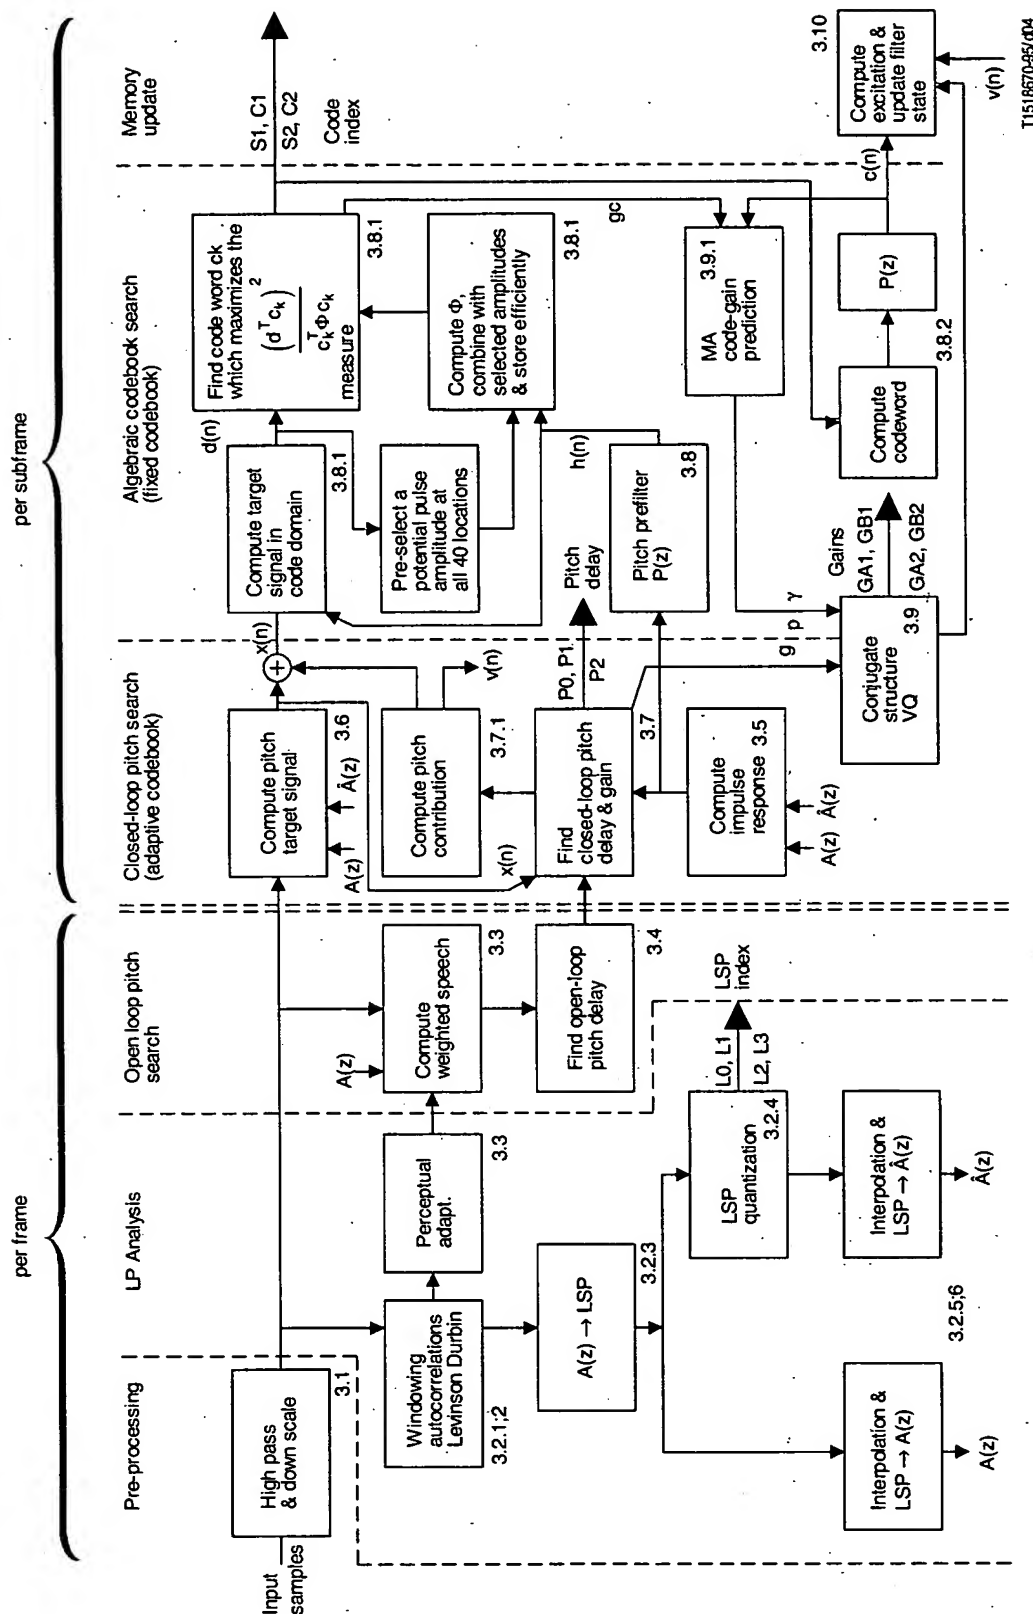 per frame
per subframe
Pre-processing
LP Analysis
Open loop pitch
search
Closed-loop pitch search
(adaptive codebook)
Algebraic codebook search
(fixed codebook)
Memory
update
Input
samples
High pass
& down scale
3.1
Windowing
autocorrelations
Levinson Durbin
3.2.1;2
Perceptual
adapt.
3.3
A(z)
Compute
weighted speech
3.3
Find open-loop
pitch delay
3.4
A(z) → LSP
3.2.3
LSP
quantization
3.2.4
L0, L1
L2, L3
LSP
index
Interpolation &
LSP → A(z)
A(z)
3.2.5;6
Interpolation &
LSP → Â(z)
Â(z)
Compute pitch
target signal
3.6
A(z)
Â(z)
x(n)
Compute pitch
contribution
3.7.1
v(n)
x(n)
Find
closed-loop pitch
delay & gain
3.7
P0, P1
P2
Pitch
delay
Compute
impulse
response 3.5
A(z)
Â(z)
g
p
γ
Conjugate
structure
VQ
3.9
Gains
GA1, GB1
GA2, GB2
Compute target
signal in
code domain
3.8.1
d(n)
Pre-select a
potential pulse
amplitude at
all 40 locations
h(n)
Pitch prefilter
P(z)
3.8
Find code word ck
which maximizes the
(dᵀcₖ)²
cₖᵀΦcₖ
measure
3.8.1
Compute Φ,
combine with
selected amplitudes
& store efficiently
3.8.1
gc
MA
code-gain
prediction
3.9.1
Compute
codeword
3.8.2
P(z)
c(n)
S1, C1
S2, C2
Code
index
3.10
Compute
excitation &
update filter
state
v(n)
T1518670-95/d04